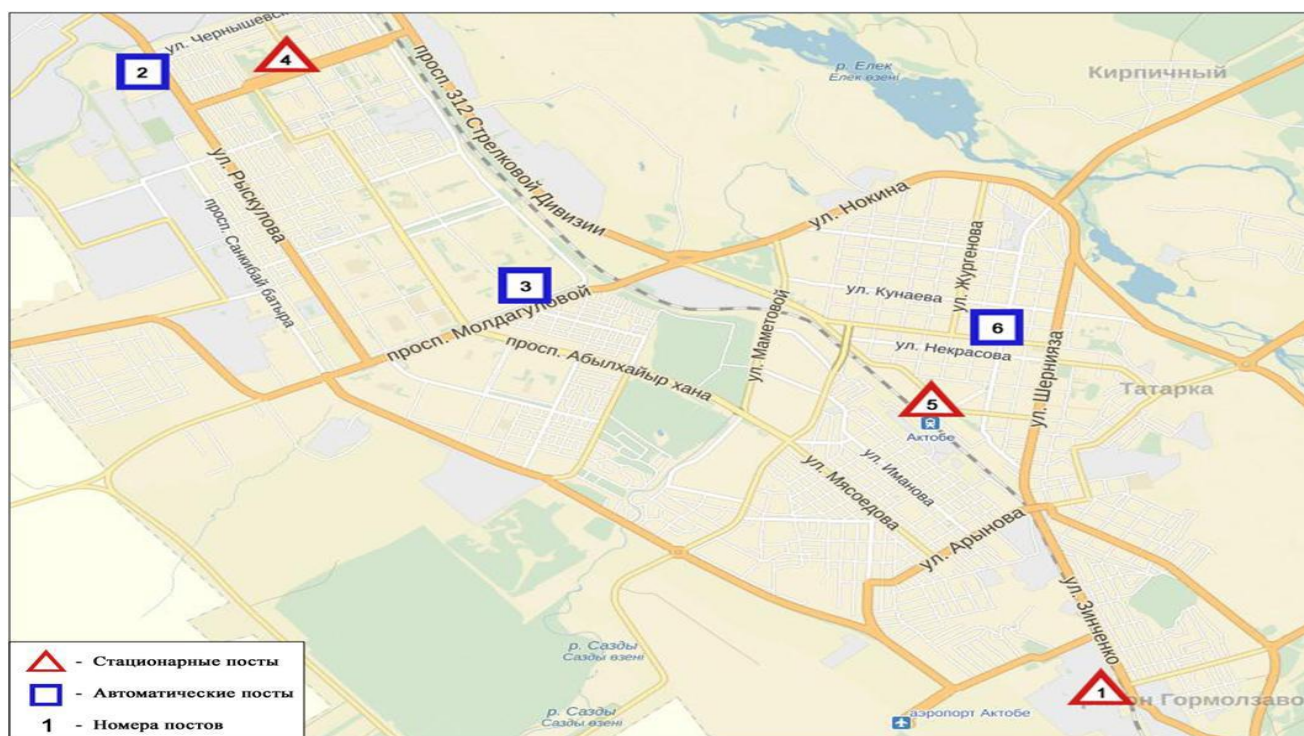 ул. Чернышевс
2
4
просп. 312 Стрелковой Дивизии
р. Елек
Елек өзені
Кирпичный
ул. Рыскулова
просп. Санкибай батыра
ул. Нокина
ул. Жургенова
3
ул. Кунаева
6
просп. Молдагуловой
ул. Маметовой
ул. Некрасова
просп. Абылхайыр хана
ул. Шернияза
Татарка
5
Актобе
ул. Иманова
ул. Мясоедова
ул. Арынова
ул. Зинченко
р. Сазды
Сазды өзені
1
он Гормолзаво
р. Сазды
Сазды өзені
аэропорт Актобе
- Стационарные посты
- Автоматические посты
1 - Номера постов